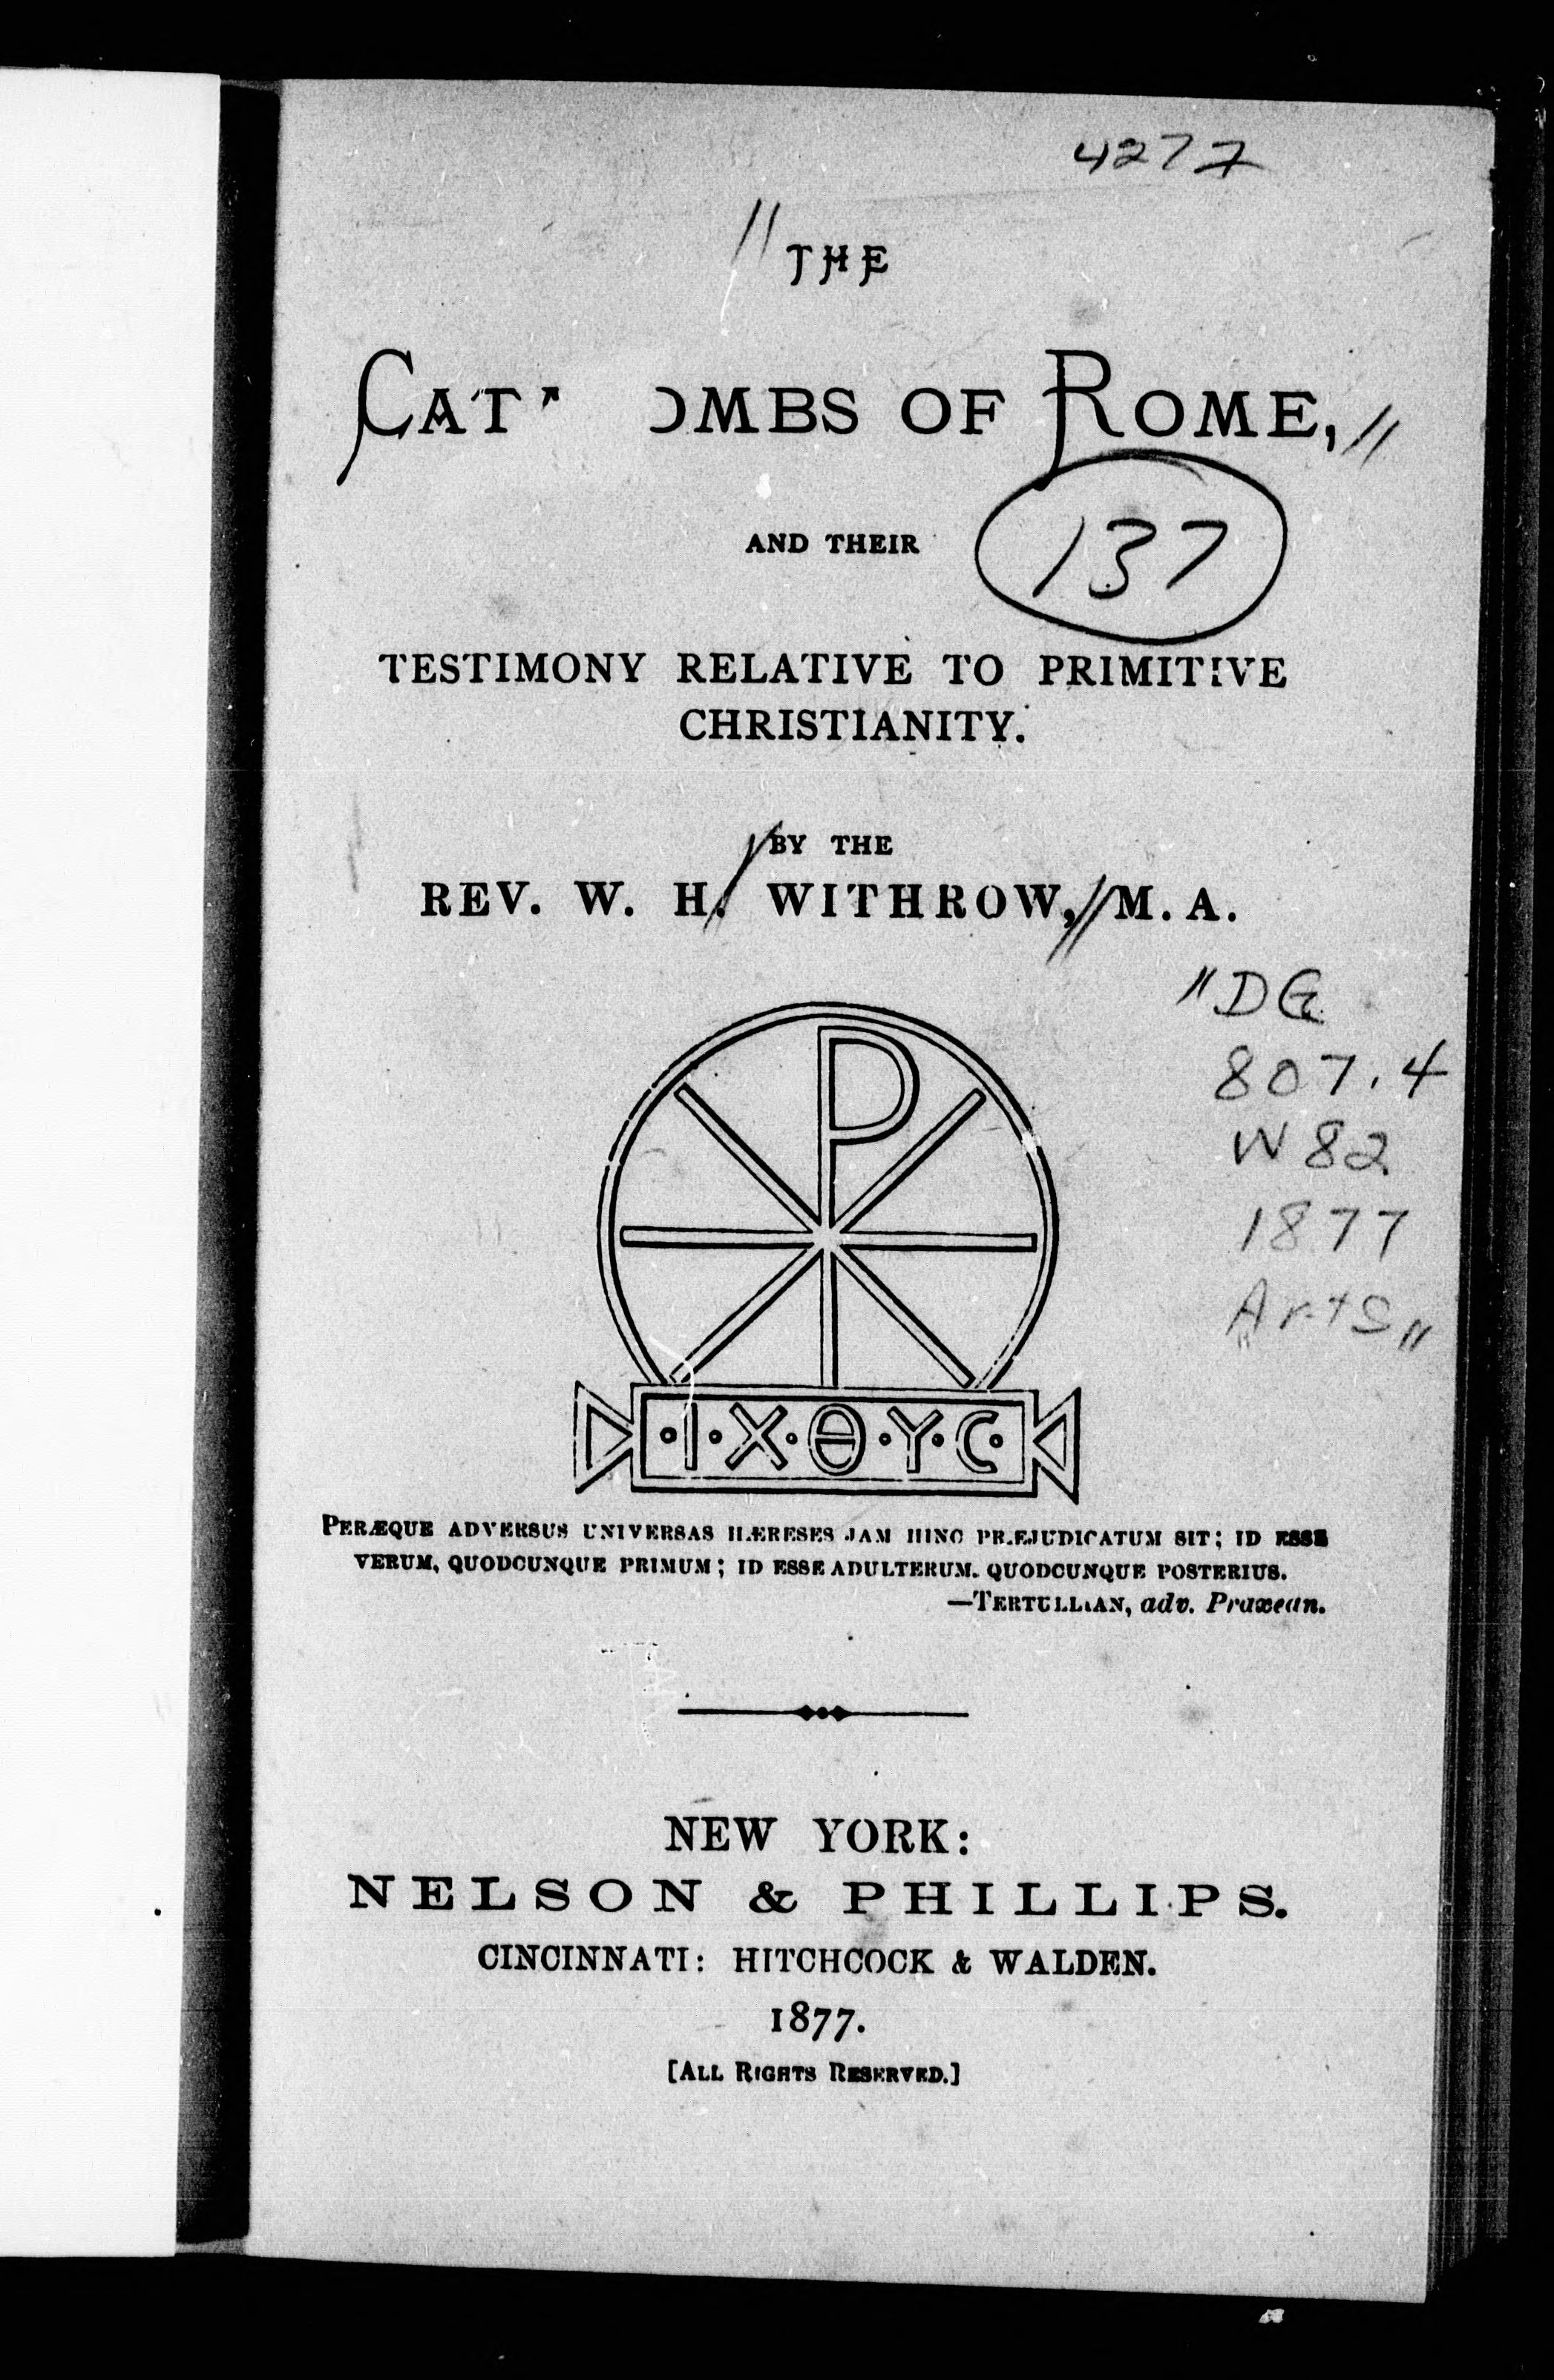 4277
"THE
CAT OMBS OF ROME,"
AND THEIR
137
TESTIMONY RELATIVE TO PRIMITIVE
CHRISTIANITY.
BY THE
REV. W. H. WITHROW, M. A.
"DG
807.4
W82
1877
Arts"
P
·Ι·Χ·Θ·Υ·C·
PERÆQUE ADVERSUS UNIVERSAS HÆRESES JAM HINC PRÆJUDICATUM SIT; ID ESSE
VERUM, QUODCUNQUE PRIMUM; ID ESSE ADULTERUM. QUODCUNQUE POSTERIUS.
—TERTULLIAN, adv. Praxean.
NEW YORK:
NELSON & PHILLIPS.
CINCINNATI: HITCHCOCK & WALDEN.
1877.
[ALL RIGHTS RESERVED.]